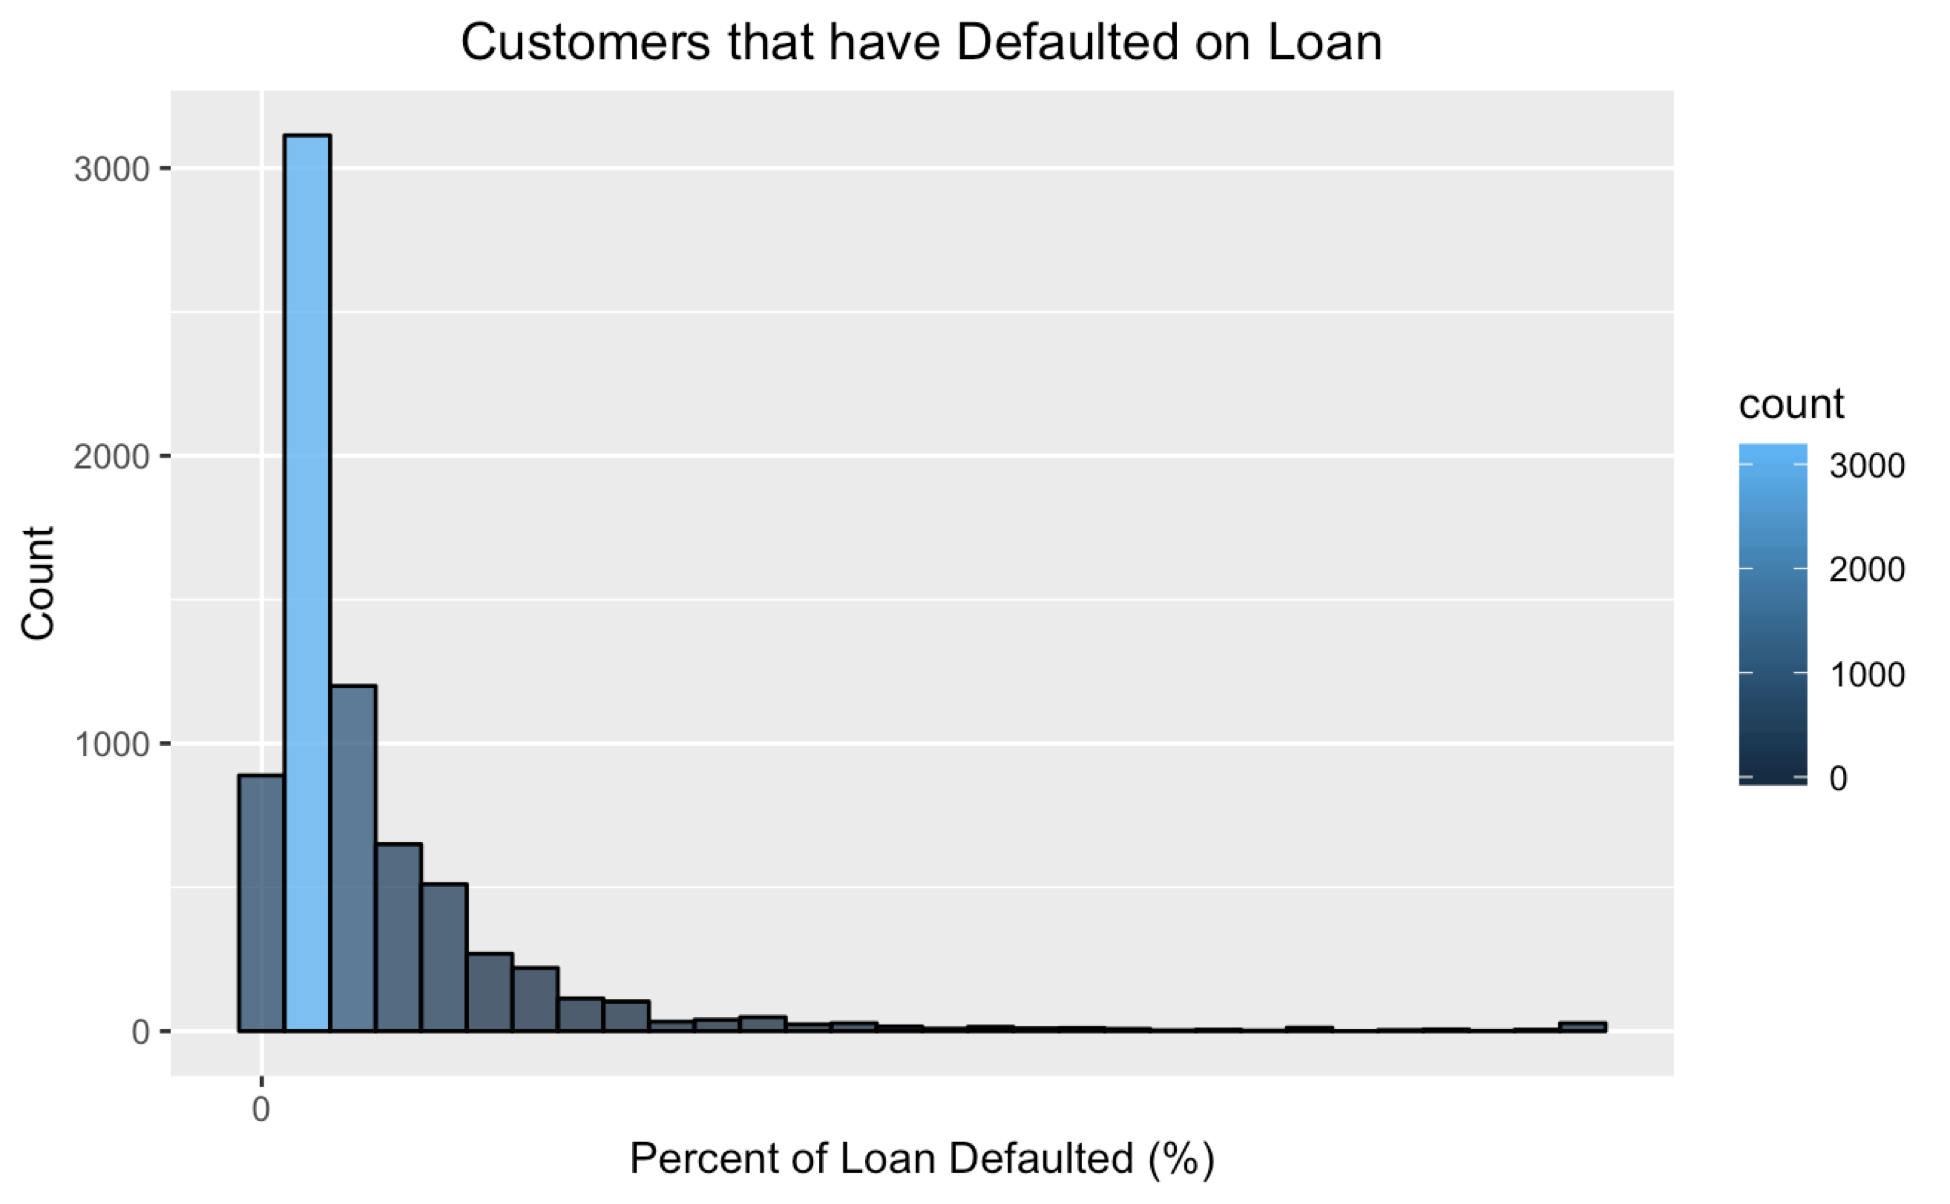 Customers that have Defaulted on Loan
3000
2000
1000
0
Count
0
Percent of Loan Defaulted (%)
count
3000
2000
1000
0